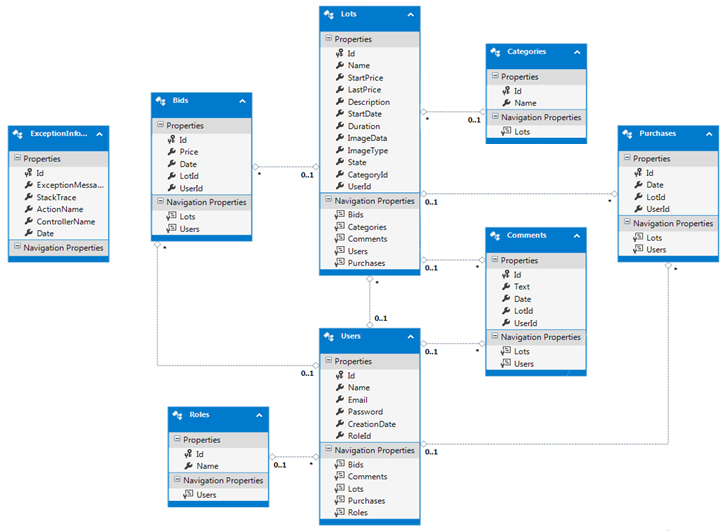 Lots
Properties
Id
Name
StartPrice
LastPrice
Description
StartDate
Duration
ImageData
ImageType
State
CategoryId
UserId
Navigation Properties
Bids
Categories
Comments
Users
Purchases
Categories
Properties
Id
Name
Navigation Properties
Lots
Bids
Properties
Id
Price
Date
LotId
UserId
Navigation Properties
Lots
Users
ExceptionInfo...
Properties
Id
ExceptionMessa...
StackTrace
ActionName
ControllerName
Date
Navigation Properties
Purchases
Properties
Id
Date
LotId
UserId
Navigation Properties
Lots
Users
Comments
Properties
Id
Text
Date
LotId
UserId
Navigation Properties
Lots
Users
Users
Properties
Id
Name
Email
Password
CreationDate
RoleId
Navigation Properties
Bids
Comments
Lots
Purchases
Roles
Roles
Properties
Id
Name
Navigation Properties
Users
* 0..1
* 0..1
0..1 *
0..1 *
* 0..1
0..1 *
* 0..1
* 0..1
0..1 *